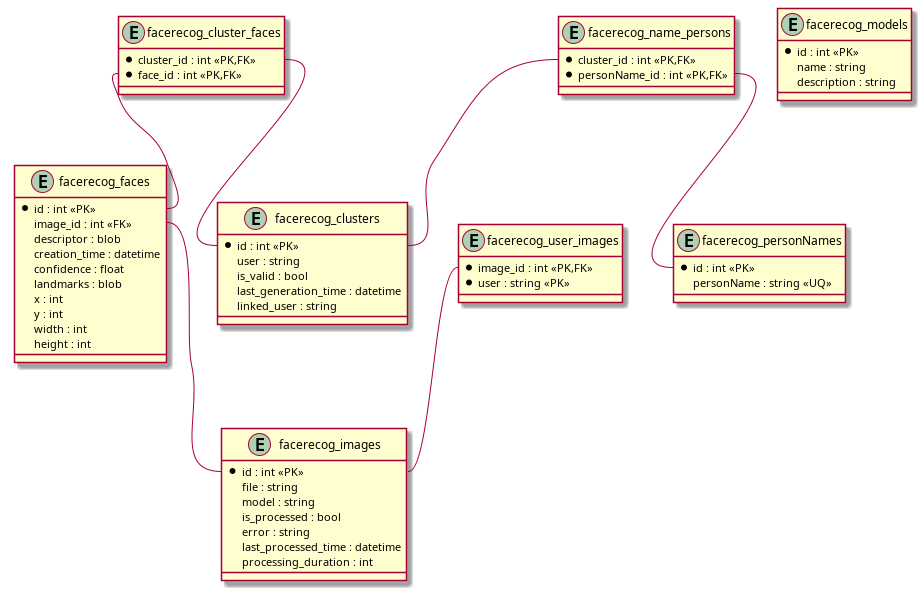 E facerecog_cluster_faces
cluster_id : int «PK,FK»
face_id : int «PK,FK»
E facerecog_name_persons
cluster_id : int «PK,FK»
personName_id : int «PK,FK»
E facerecog_models
id : int «PK»
name : string
description : string
E facerecog_faces
id : int «PK»
image_id : int «FK»
descriptor : blob
creation_time : datetime
confidence : float
landmarks : blob
x : int
y : int
width : int
height : int
E facerecog_clusters
id : int «PK»
user : string
is_valid : bool
last_generation_time : datetime
linked_user : string
E facerecog_user_images
image_id : int «PK,FK»
user : string «PK»
E facerecog_personNames
id : int «PK»
personName : string «UQ»
E facerecog_images
id : int «PK»
file : string
model : string
is_processed : bool
error : string
last_processed_time : datetime
processing_duration : int